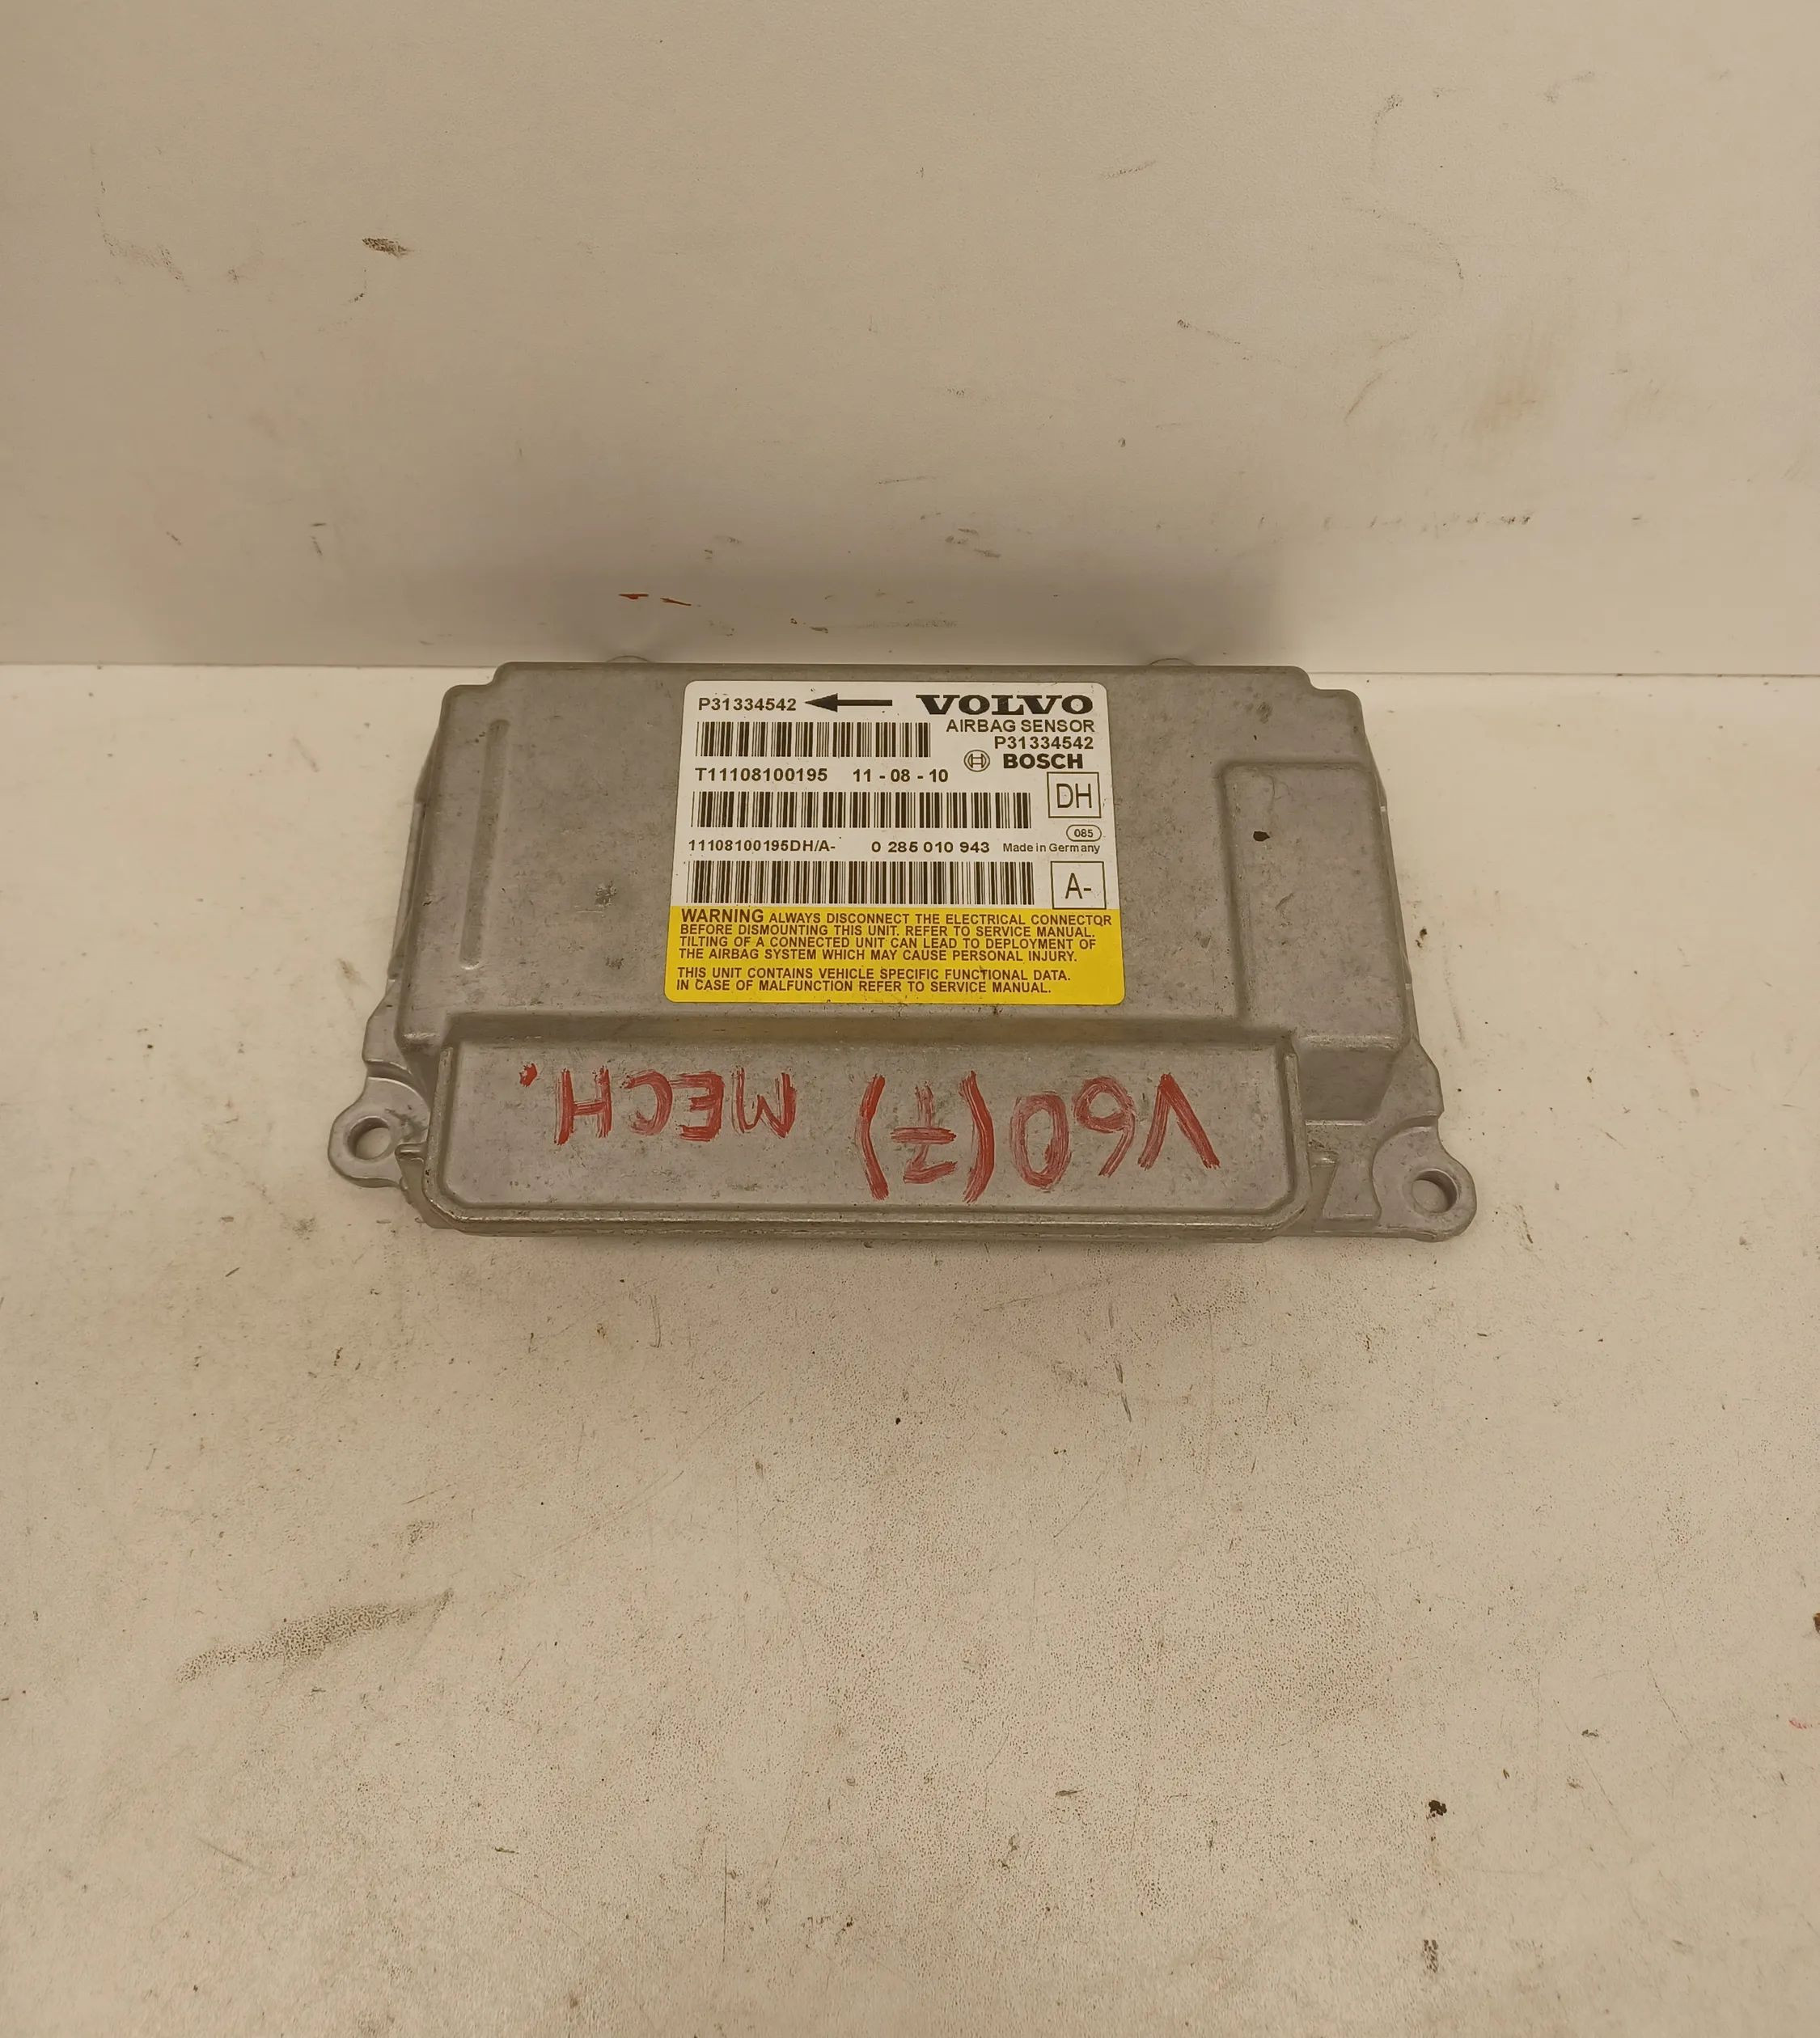 P31334542 VOLVO
AIRBAG SENSOR
P31334542
BOSCH
T11108100195 11 - 08 - 10
DH
085
11108100195DH/A- 0 285 010 943 Made in Germany
A-
WARNING ALWAYS DISCONNECT THE ELECTRICAL CONNECTOR
BEFORE DISMOUNTING THIS UNIT. REFER TO SERVICE MANUAL.
TILTING OF A CONNECTED UNIT CAN LEAD TO DEPLOYMENT OF
THE AIRBAG SYSTEM WHICH MAY CAUSE PERSONAL INJURY.
THIS UNIT CONTAINS VEHICLE SPECIFIC FUNCTIONAL DATA.
IN CASE OF MALFUNCTION REFER TO SERVICE MANUAL.
V60(7) MECH.